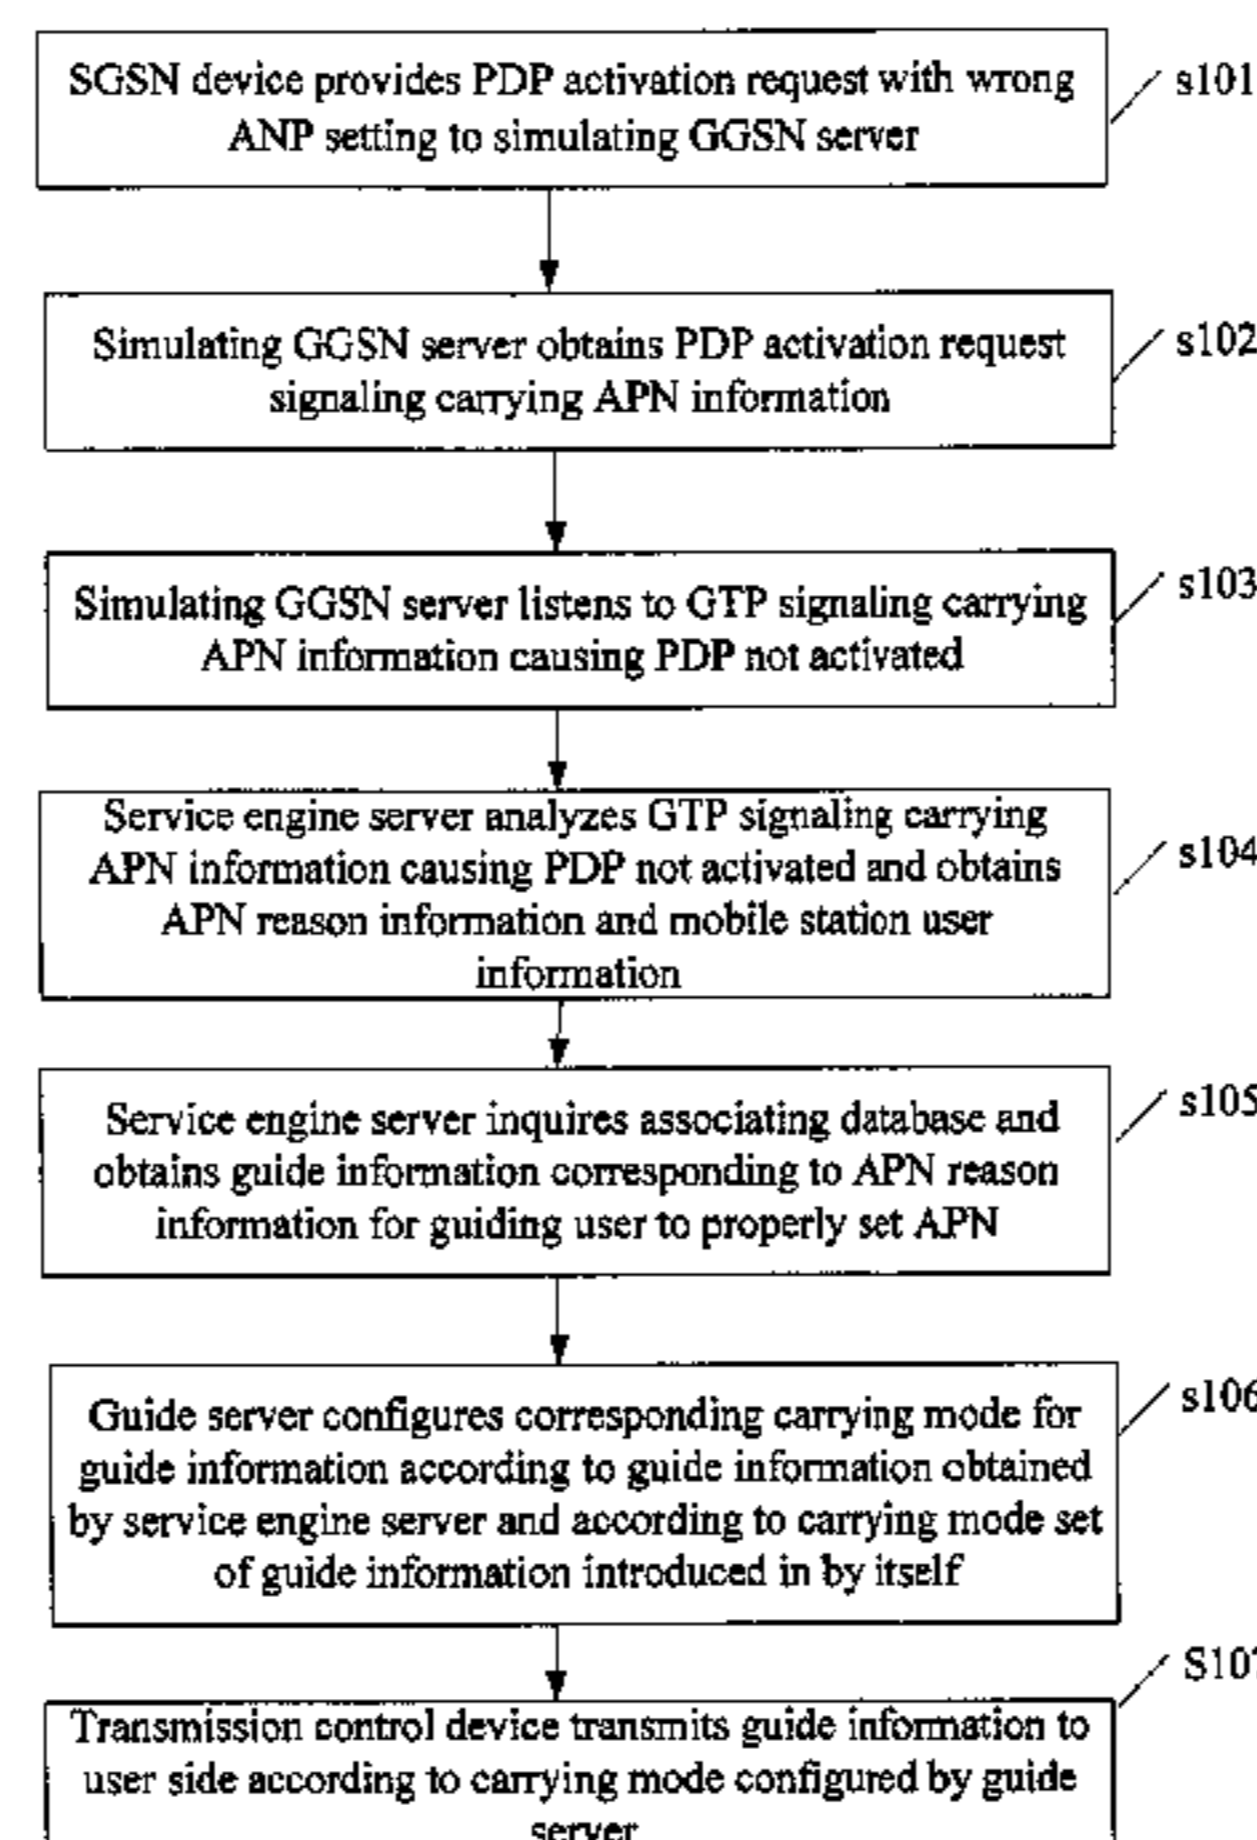 SGSN device provides PDP activation request with wrong
ANP setting to simulating GGSN server
s101
Simulating GGSN server obtains PDP activation request
signaling carrying APN information
s102
Simulating GGSN server listens to GTP signaling carrying
APN information causing PDP not activated
s103
Service engine server analyzes GTP signaling carrying
APN information causing PDP not activated and obtains
APN reason information and mobile station user
information
s104
Service engine server inquires associating database and
obtains guide information corresponding to APN reason
information for guiding user to properly set APN
s105
Guide server configures corresponding carrying mode for
guide information according to guide information obtained
by service engine server and according to carrying mode set
of guide information introduced in by itself
s106
Transmission control device transmits guide information to
user side according to carrying mode configured by guide
server
S107